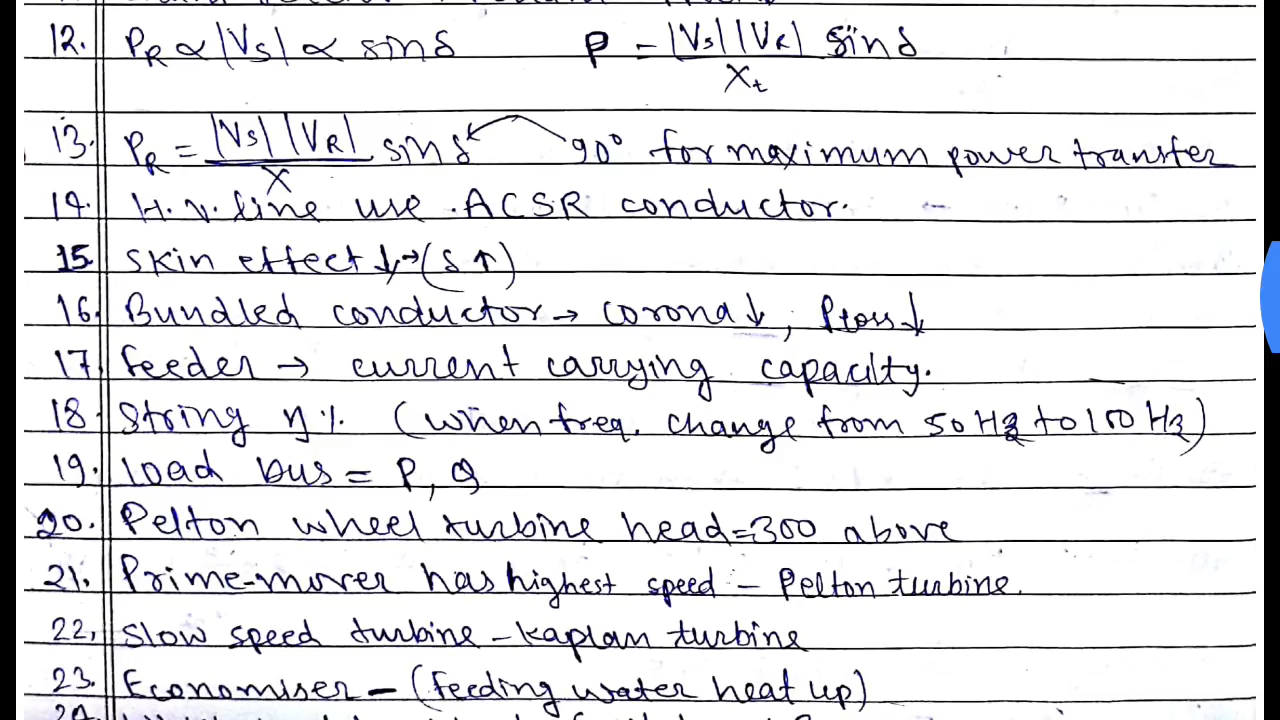 12. PR ∝ |Vs| ∝ sinδ P = |Vs| |VR| sinδ / Xt
13. PR = |Vs| |VR| / X sinδ 90° for maximum power transfer
14. H.V. line use ACSR conductor.
15. Skin effect ↓→(δ ↑)
16. Bundled conductor → corona ↓, Ploss ↓
17. feeder → current carrying capacity.
18. String η%. (when freq. change from 50 Hz to 100 Hz)
19. load bus = P, Q
20. Pelton wheel turbine head = 300 above
21. Prime-mover has highest speed – Pelton turbine.
22. Slow speed turbine – kaplan turbine
23. Economiser – (feeding water heat up)